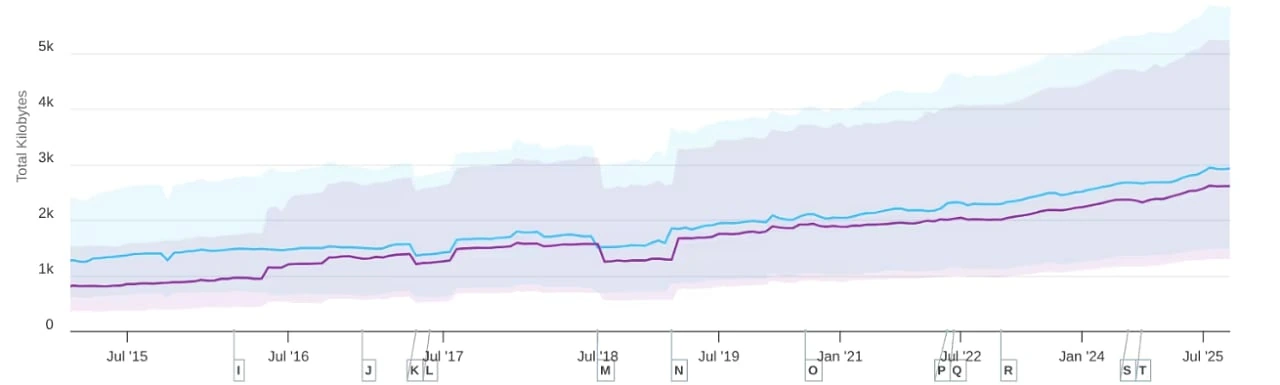 Total Kilobytes
5k
4k
3k
2k
1k
0
Jul '15 Jul '16 Jul '17 Jul '18 Jul '19 Jan '21 Jul '22 Jan '24 Jul '25
I J K L M N O P Q R S T